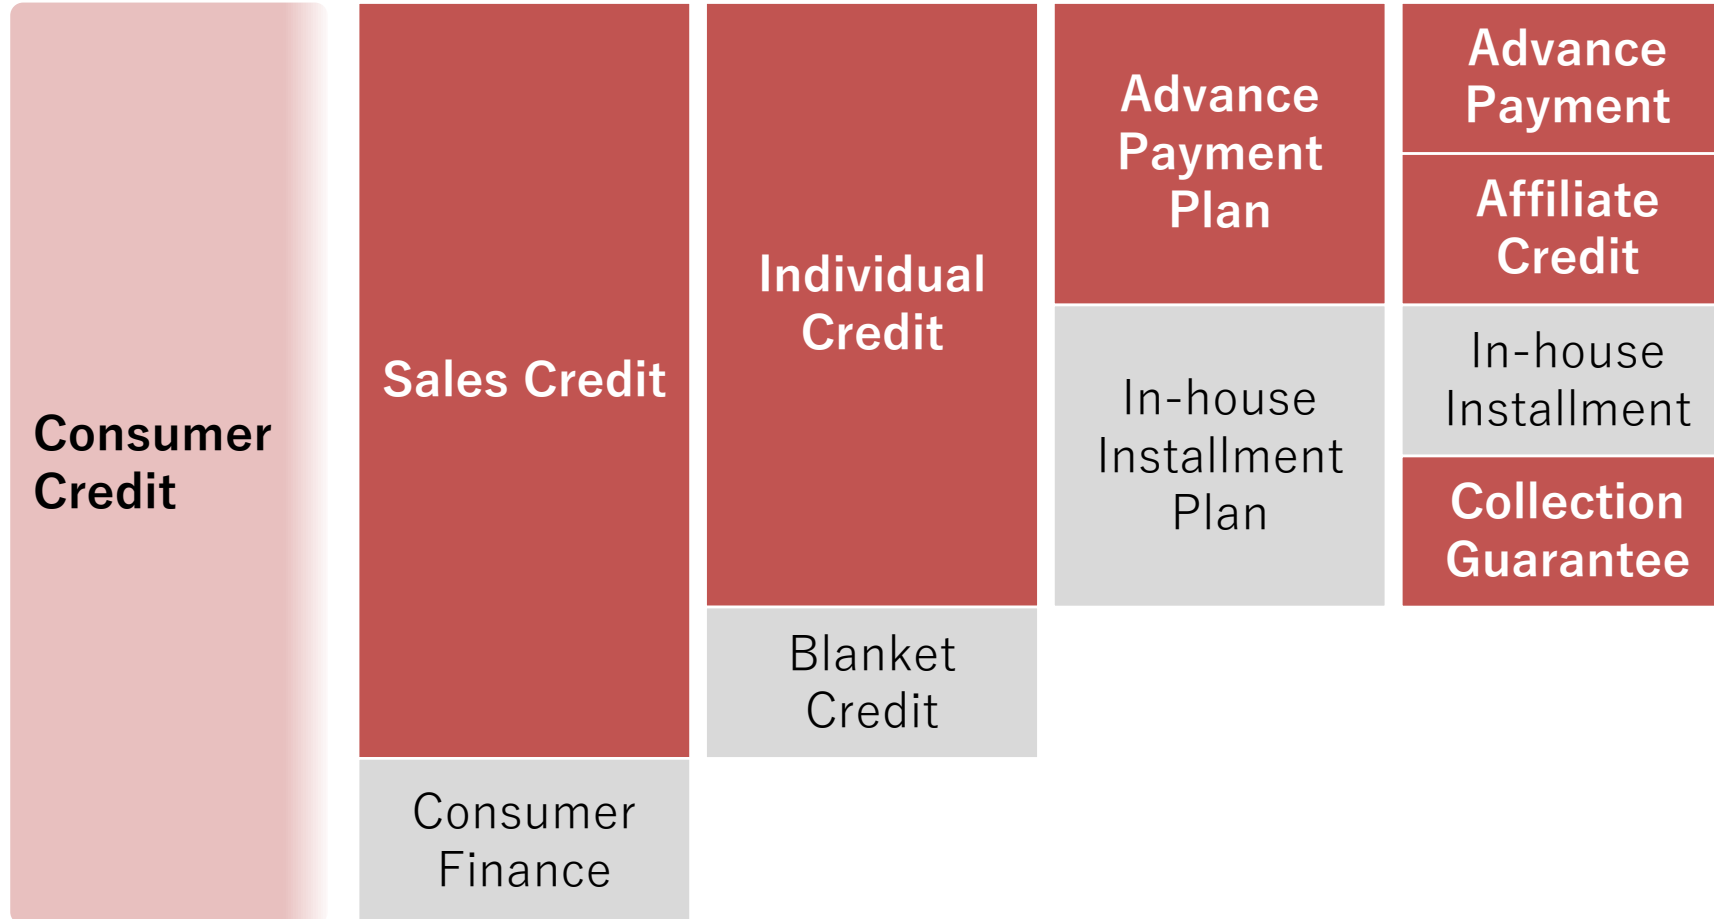 Consumer
Credit
Sales Credit
Consumer
Finance
Individual
Credit
Blanket
Credit
Advance
Payment
Plan
In-house
Installment
Plan
Advance
Payment
Affiliate
Credit
In-house
Installment
Collection
Guarantee